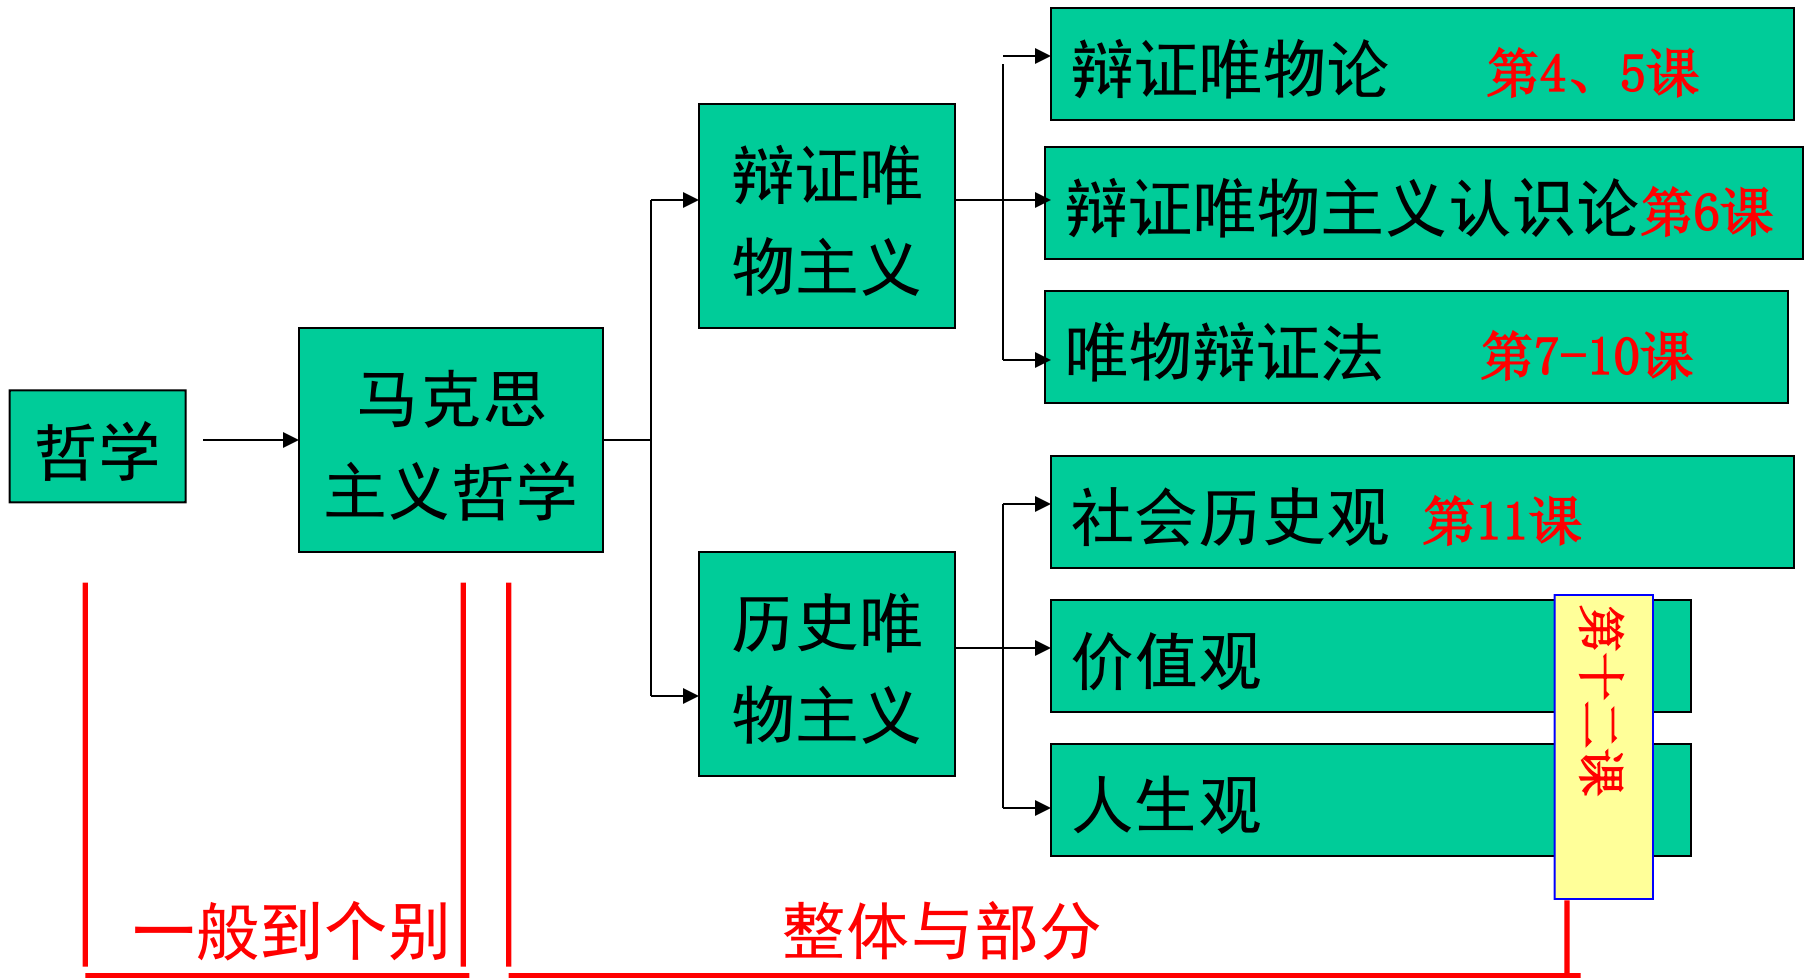 哲学
马克思
主义哲学
辩证唯
物主义
历史唯
物主义
辩证唯物论 第4、5课
辩证唯物主义认识论第6课
唯物辩证法 第7-10课
社会历史观 第11课
价值观
人生观
第十二课
一般到个别
整体与部分